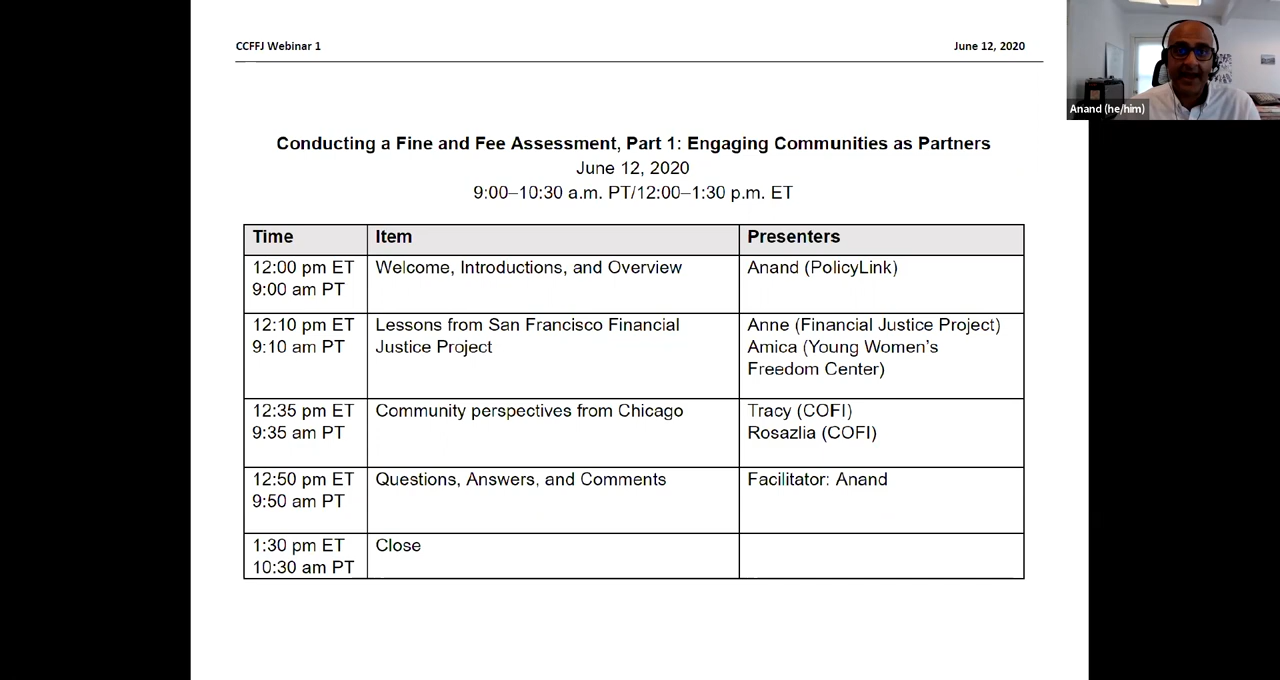 CCFFJ Webinar 1
June 12, 2020
Anand (he/him)
Conducting a Fine and Fee Assessment, Part 1: Engaging Communities as Partners
June 12, 2020
9:00–10:30 a.m. PT/12:00–1:30 p.m. ET
Time
Item
Presenters
12:00 pm ET
9:00 am PT
Welcome, Introductions, and Overview
Anand (PolicyLink)
12:10 pm ET
9:10 am PT
Lessons from San Francisco Financial
Justice Project
Anne (Financial Justice Project)
Amica (Young Women’s
Freedom Center)
12:35 pm ET
9:35 am PT
Community perspectives from Chicago
Tracy (COFI)
Rosazlia (COFI)
12:50 pm ET
9:50 am PT
Questions, Answers, and Comments
Facilitator: Anand
1:30 pm ET
10:30 am PT
Close